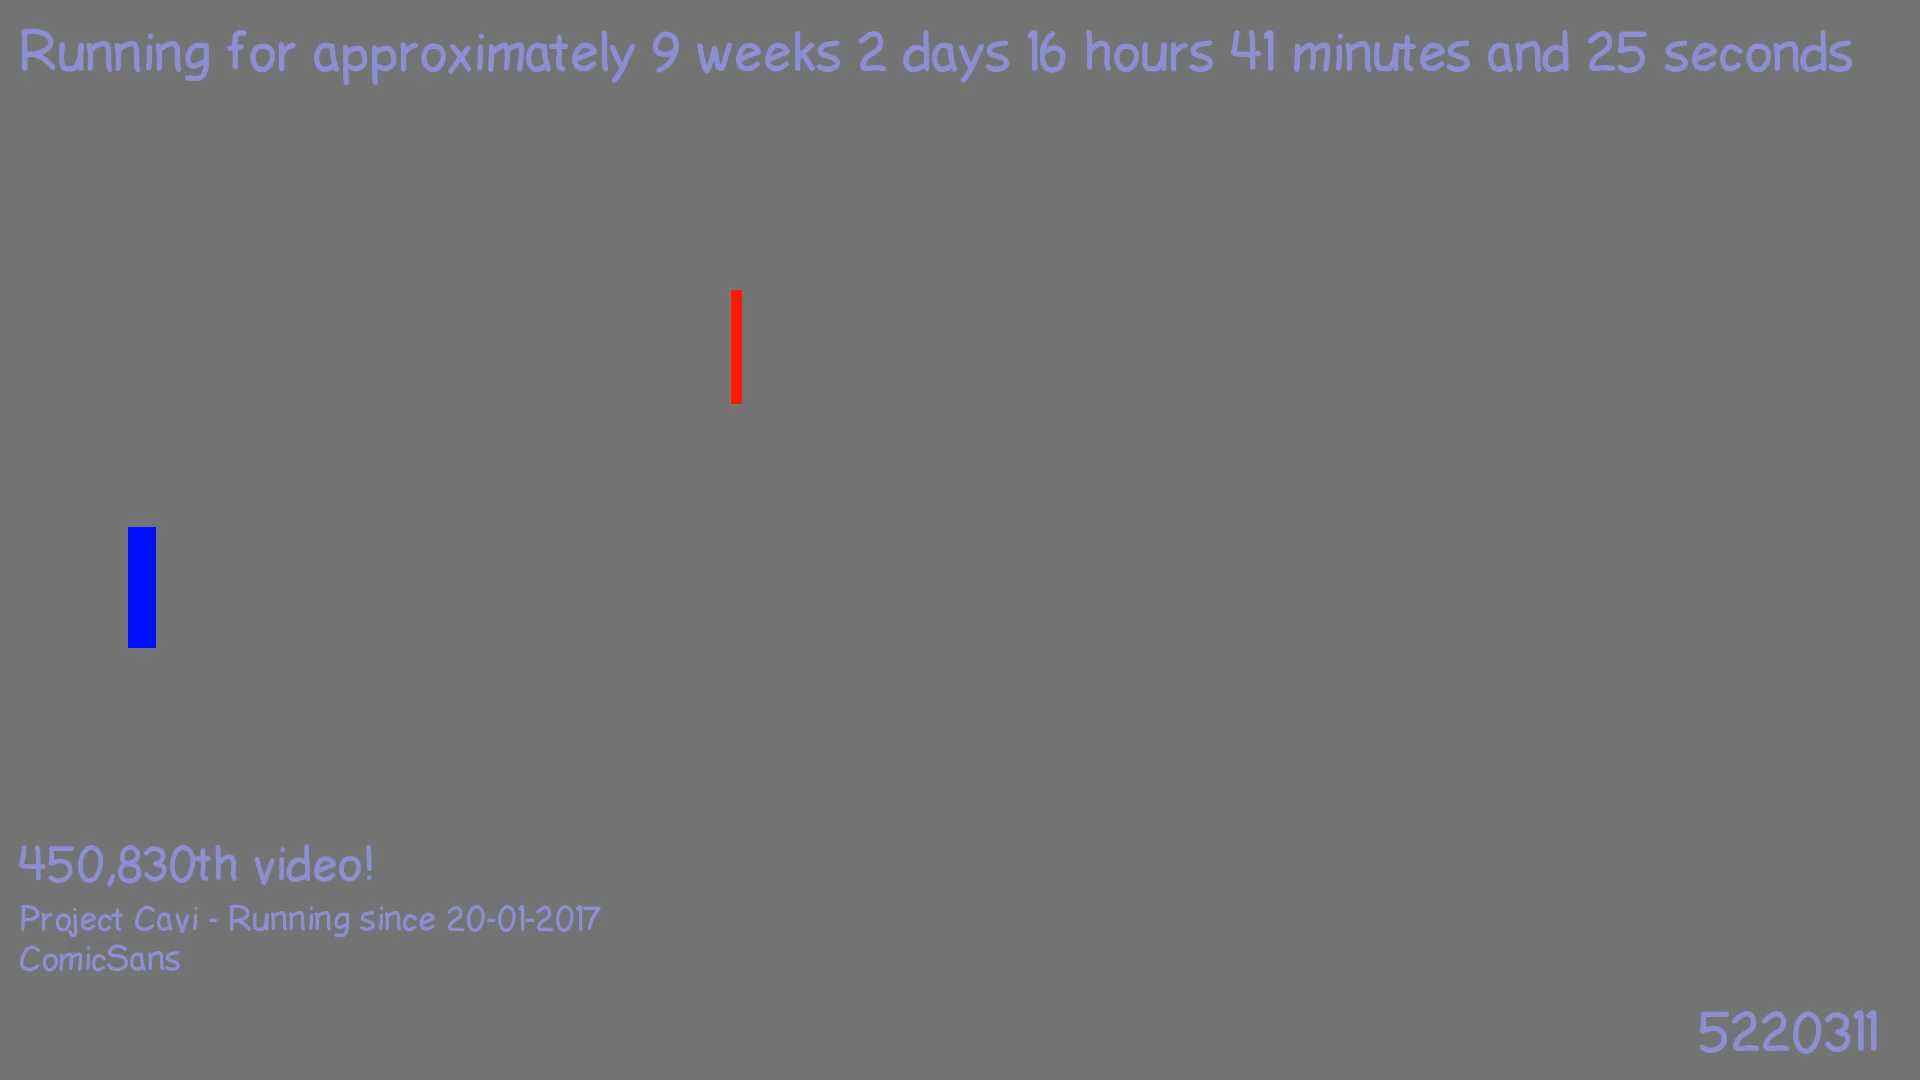 Running for approximately 9 weeks 2 days 16 hours 41 minutes and 25 seconds
450,830th video!
Project Cavi - Running since 20-01-2017
ComicSans
5220311